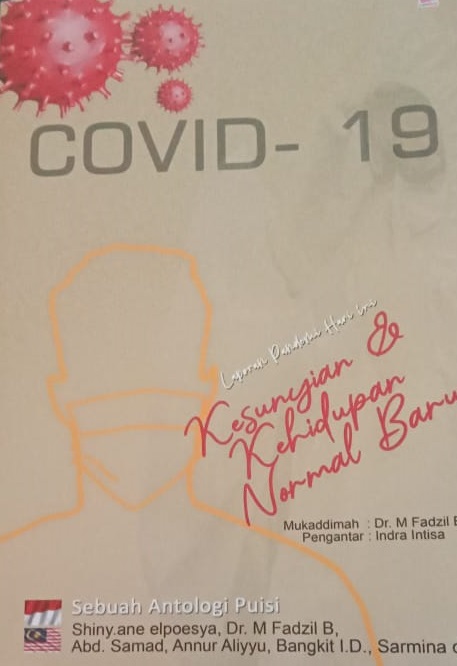 COVID- 19
Laporan Pandemi Hari Ini
Kesunyian &
Kehidupan
Normal Baru
Mukaddimah : Dr. M Fadzil B
Pengantar : Indra Intisa
Sebuah Antologi Puisi
Shiny.ane elpoesya, Dr. M Fadzil B,
Abd. Samad, Annur Aliyyu, Bangkit I.D., Sarmina d